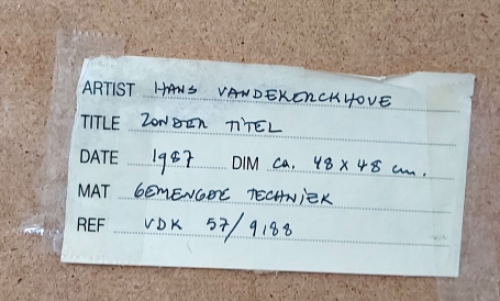 ARTIST HANS VANDEKERCKHOVE
TITLE ZONDER TITEL
DATE 1987 DIM ca. 48 x 48 cm.
MAT GEMENGDE TECHNIEK
REF VDK 57/9188